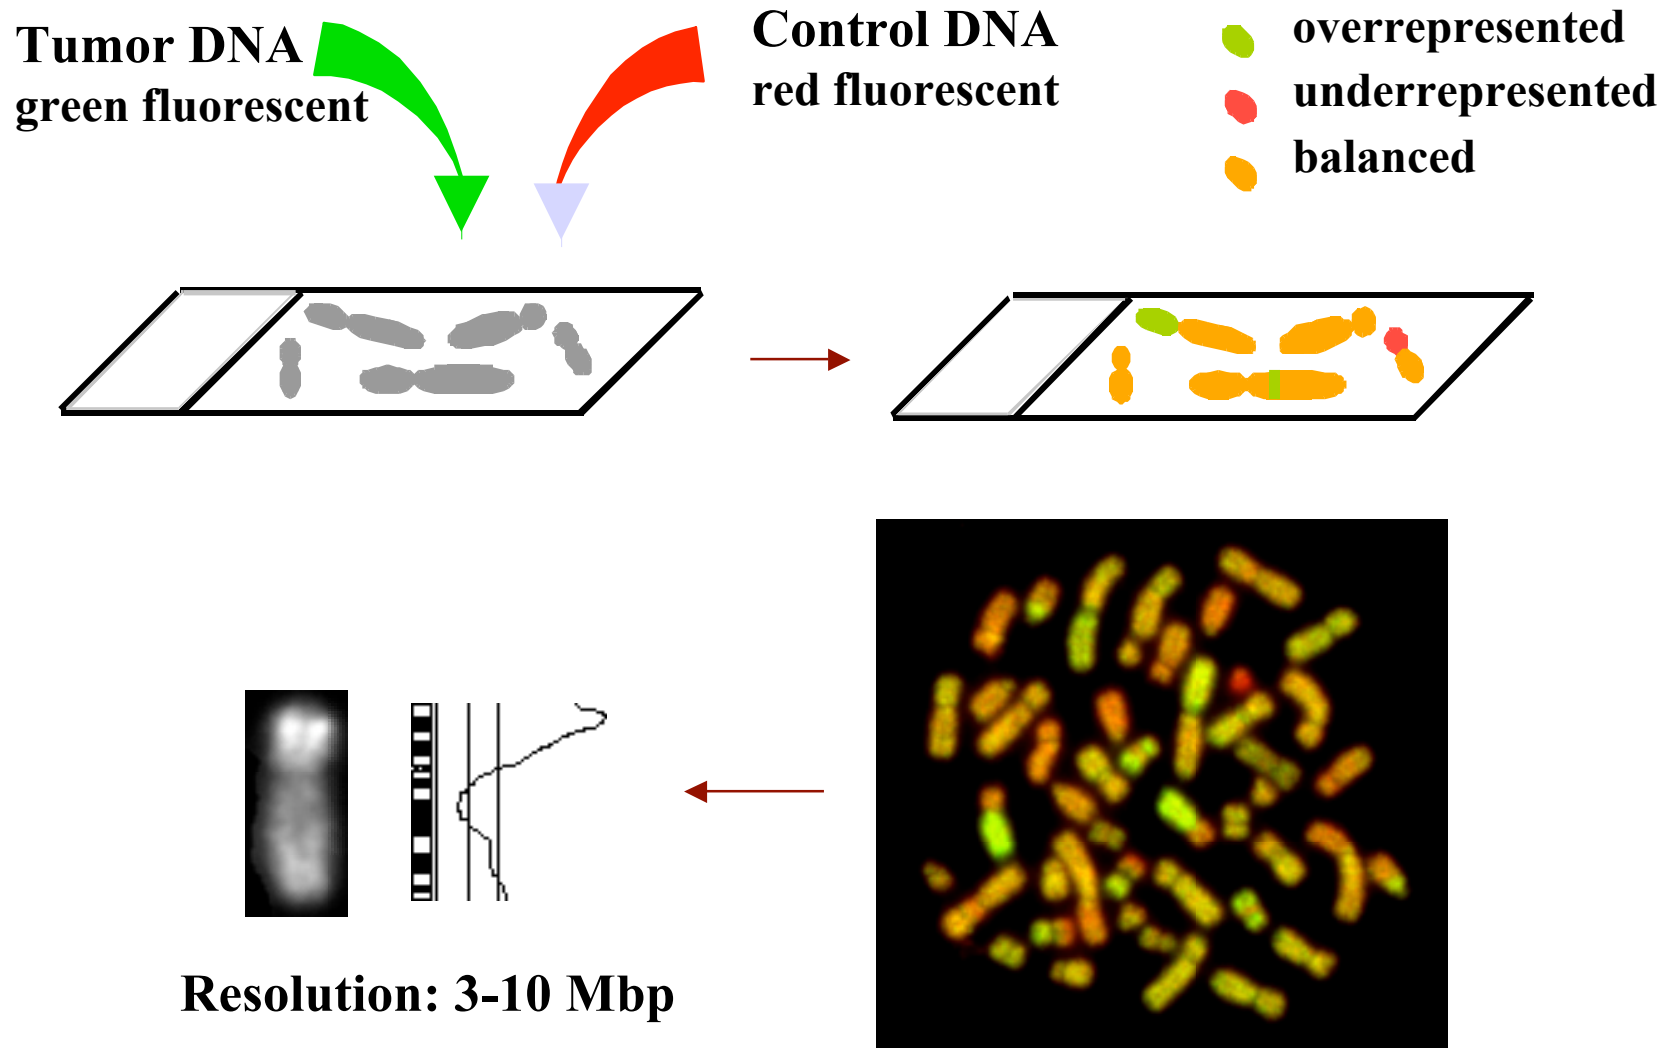 Tumor DNA
green fluorescent
Control DNA
red fluorescent
overrepresented
underrepresented
balanced
Resolution: 3-10 Mbp